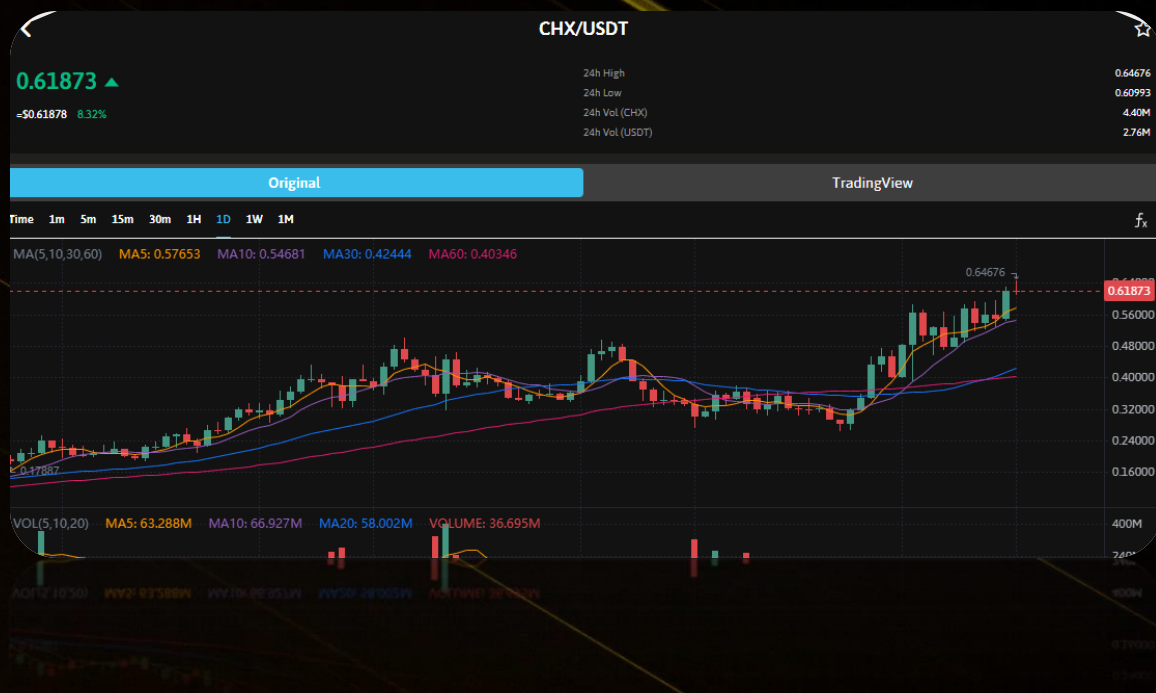 CHX/USDT
0.61873
≈$0.61878 8.32%
24h High 0.64676
24h Low 0.60993
24h Vol (CHX) 4.40M
24h Vol (USDT) 2.76M
Original TradingView
Time 1m 5m 15m 30m 1H 1D 1W 1M fx
MA(5,10,30,60) MA5: 0.57653 MA10: 0.54681 MA30: 0.42444 MA60: 0.40346
0.64676
0.61873
0.56000
0.48000
0.40000
0.32000
0.24000
0.17887
0.16000
VOL(5,10,20) MA5: 63.288M MA10: 66.927M MA20: 58.002M VOLUME: 36.695M
400M
240M